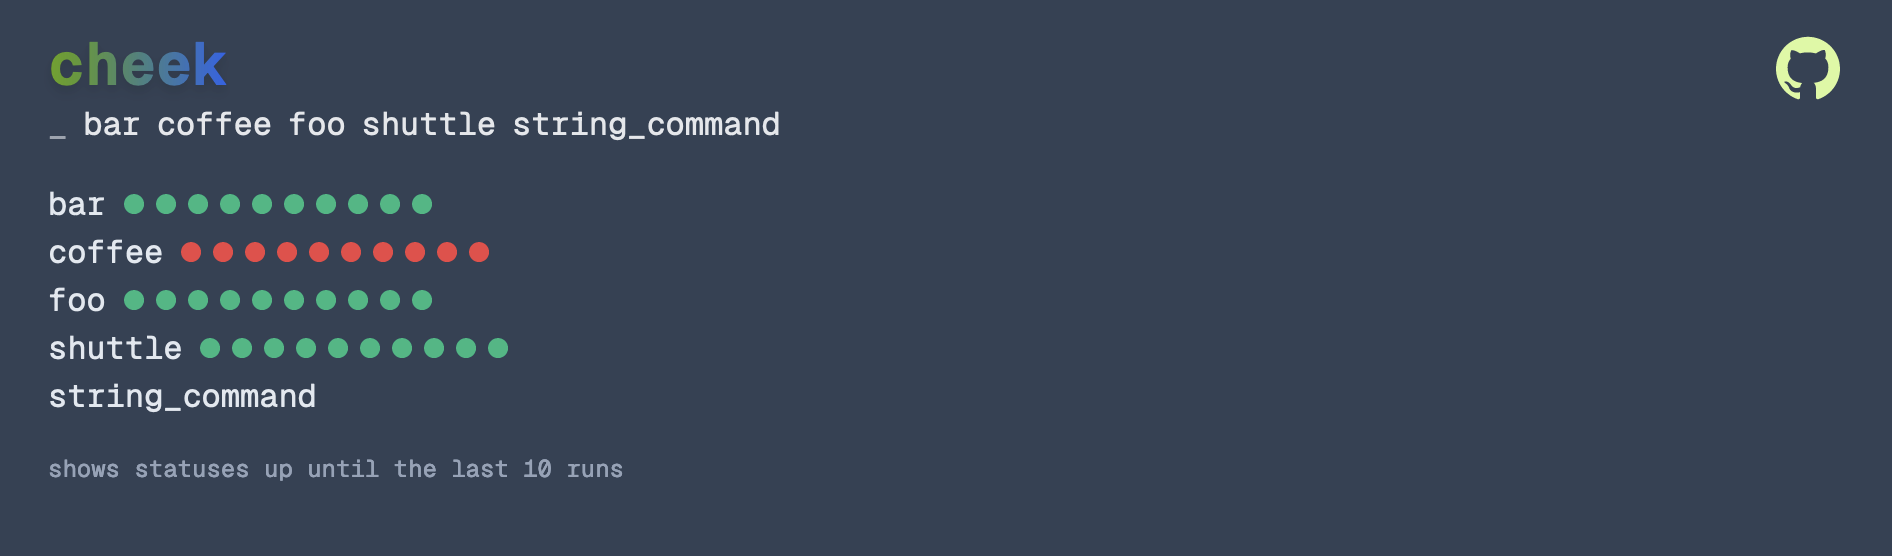 cheek
_ bar coffee foo shuttle string_command
bar
coffee
foo
shuttle
string_command
shows statuses up until the last 10 runs